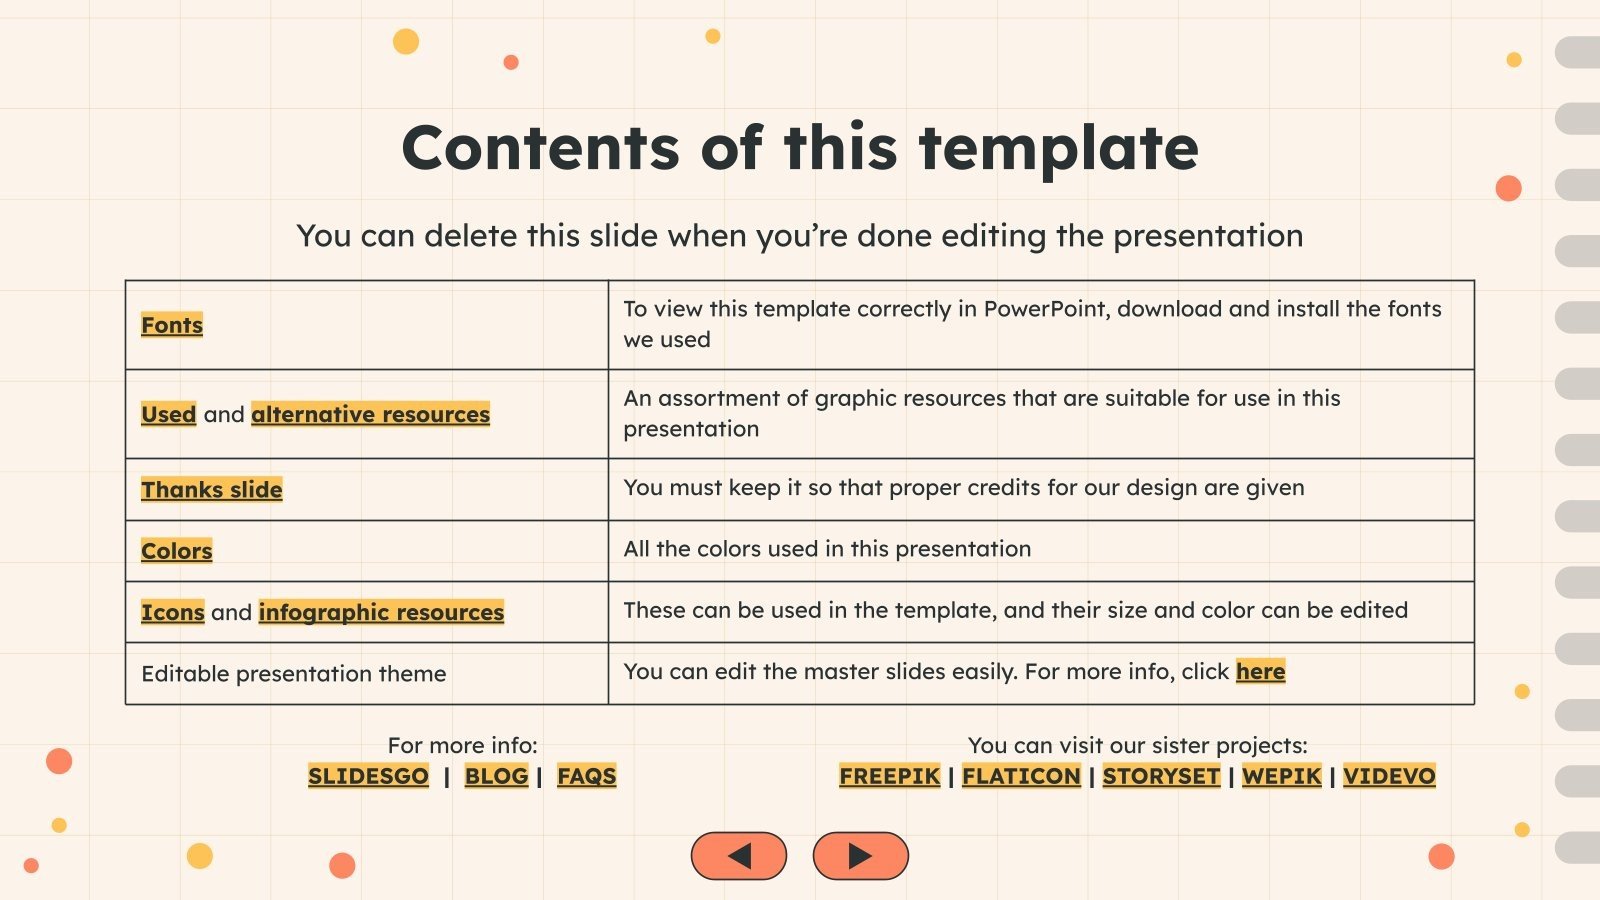 Contents of this template
You can delete this slide when you’re done editing the presentation
Fonts
To view this template correctly in PowerPoint, download and install the fonts
we used
Used and alternative resources
An assortment of graphic resources that are suitable for use in this
presentation
Thanks slide
You must keep it so that proper credits for our design are given
Colors
All the colors used in this presentation
Icons and infographic resources
These can be used in the template, and their size and color can be edited
Editable presentation theme
You can edit the master slides easily. For more info, click here
For more info:
SLIDESGO | BLOG | FAQS
You can visit our sister projects:
FREEPIK | FLATICON | STORYSET | WEPIK | VIDEVO